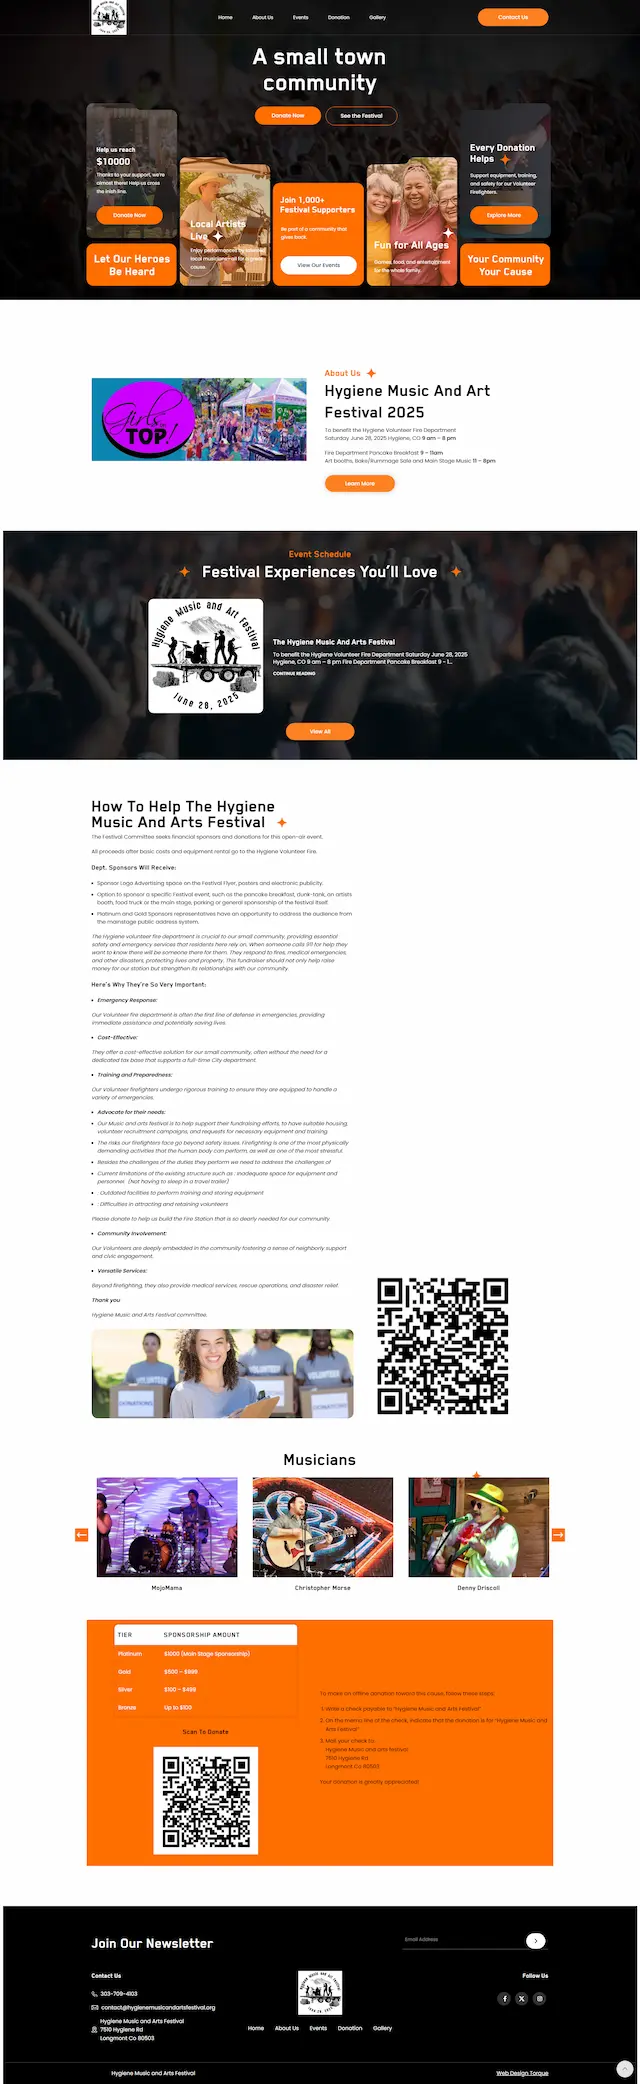 Home About Us Events Donation Gallery
Contact Us
A small town
community
Donate Now
See the Festival
Help us reach
$10000
Thanks to your support, we're
almost there! Help us cross
the finish line.
Donate Now
Let Our Heroes
Be Heard
Local Artists
Live
Enjoy performances by talented
local musicians—all for a great
cause.
Join 1,000+
Festival Supporters
Be part of a community that
gives back.
View Our Events
Fun for All Ages
Games, food, and entertainment
for the whole family.
Every Donation
Helps
Support equipment, training,
and safety for our Volunteer
Firefighters.
Explore More
Your Community
Your Cause
Girls on
TOP!
About Us
Hygiene Music And Art
Festival 2025
To benefit the Hygiene Volunteer Fire Department
Saturday June 28, 2025 Hygiene, CO 9 am – 8 pm
Fire Department Pancake Breakfast 9 – 11am
Art booths, Bake/Rummage Sale and Main Stage Music 11 – 8pm
Learn More
Event Schedule
Festival Experiences You'll Love
Hygiene Music and Art Festival
June 28, 2025
The Hygiene Music And Arts Festival
To benefit the Hygiene Volunteer Fire Department Saturday June 28, 2025
Hygiene, CO 9 am – 8 pm Fire Department Pancake Breakfast 9 – 1...
CONTINUE READING
View All
How To Help The Hygiene
Music And Arts Festival
The Festival Committee seeks financial sponsors and donations for this open-air event.
All proceeds after basic costs and equipment rental go to the Hygiene Volunteer Fire.
Dept. Sponsors Will Receive:
• Sponsor Logo Advertising space on the Festival Flyer, posters and electronic publicity.
• Option to sponsor a specific Festival event, such as the pancake breakfast, dunk-tank, an artists
booth, food truck or the main stage, parking or general sponsorship of the festival itself.
• Platinum and Gold Sponsors representatives have an opportunity to address the audience from
the mainstage public address system.
The Hygiene volunteer fire department is crucial to our small community, providing essential
safety and emergency services that residents here rely on. When someone calls 911 for help they
want to know there will be someone there for them. They respond to fires, medical emergencies,
and other disasters, protecting lives and property. This fundraiser should not only help raise
money for our station but strengthen its relationships with our community.
Here's Why They're So Very Important:
• Emergency Response:
Our Volunteer fire department is often the first line of defense in emergencies, providing
immediate assistance and potentially saving lives.
• Cost-Effective:
They offer a cost-effective solution for our small community, often without the need for a
dedicated tax base that supports a full-time City department.
• Training and Preparedness:
Our volunteer firefighters undergo rigorous training to ensure they are equipped to handle a
variety of emergencies.
• Advocate for their needs:
• Our Music and arts festival is to help support their fundraising efforts, to have suitable housing,
volunteer recruitment campaigns, and requests for necessary equipment and training.
• The risks our firefighters face go beyond safety issues. Firefighting is one of the most physically
demanding activities that the human body can perform, as well as one of the most stressful.
• Besides the challenges of the duties they perform we need to address the challenges of
• Current limitations of the existing structure such as : Inadequate space for equipment and
personnel (Not having to sleep in a travel trailer)
• : Outdated facilities to perform training and storing equipment
• : Difficulties in attracting and retaining volunteers
Please donate to help us build the Fire Station that is so dearly needed for our community
• Community Involvement:
Our Volunteers are deeply embedded in the community fostering a sense of neighborly support
and civic engagement.
• Versatile Services:
Beyond firefighting, they also provide medical services, rescue operations, and disaster relief.
Thank you
Hygiene Music and Arts Festival committee.
VOLUNTEER
Musicians
MojoMama
Christopher Morse
Denny Driscoll
TIER SPONSORSHIP AMOUNT
Platinum $1000 (Main Stage Sponsorship)
Gold $500 – $999
Silver $100 – $499
Bronze Up to $100
Scan To Donate
To make an offline donation toward this cause, follow these steps:
1. Write a check payable to "Hygiene Music and Arts Festival"
2. On the memo line of the check, indicate that the donation is for "Hygiene Music and
Arts Festival"
3. Mail your check to:
Hygiene Music and arts festival
7510 Hygiene Rd
Longmont Co 80503
Your donation is greatly appreciated!
Join Our Newsletter
Email Address
Contact Us
303-709-4103
contact@hygienemusicandartsfestival.org
Hygiene Music and Arts Festival
7510 Hygiene Rd
Longmont Co 80503
Home About Us Events Donation Gallery
Follow Us
Hygiene Music and Arts Festival
Web Design Torque